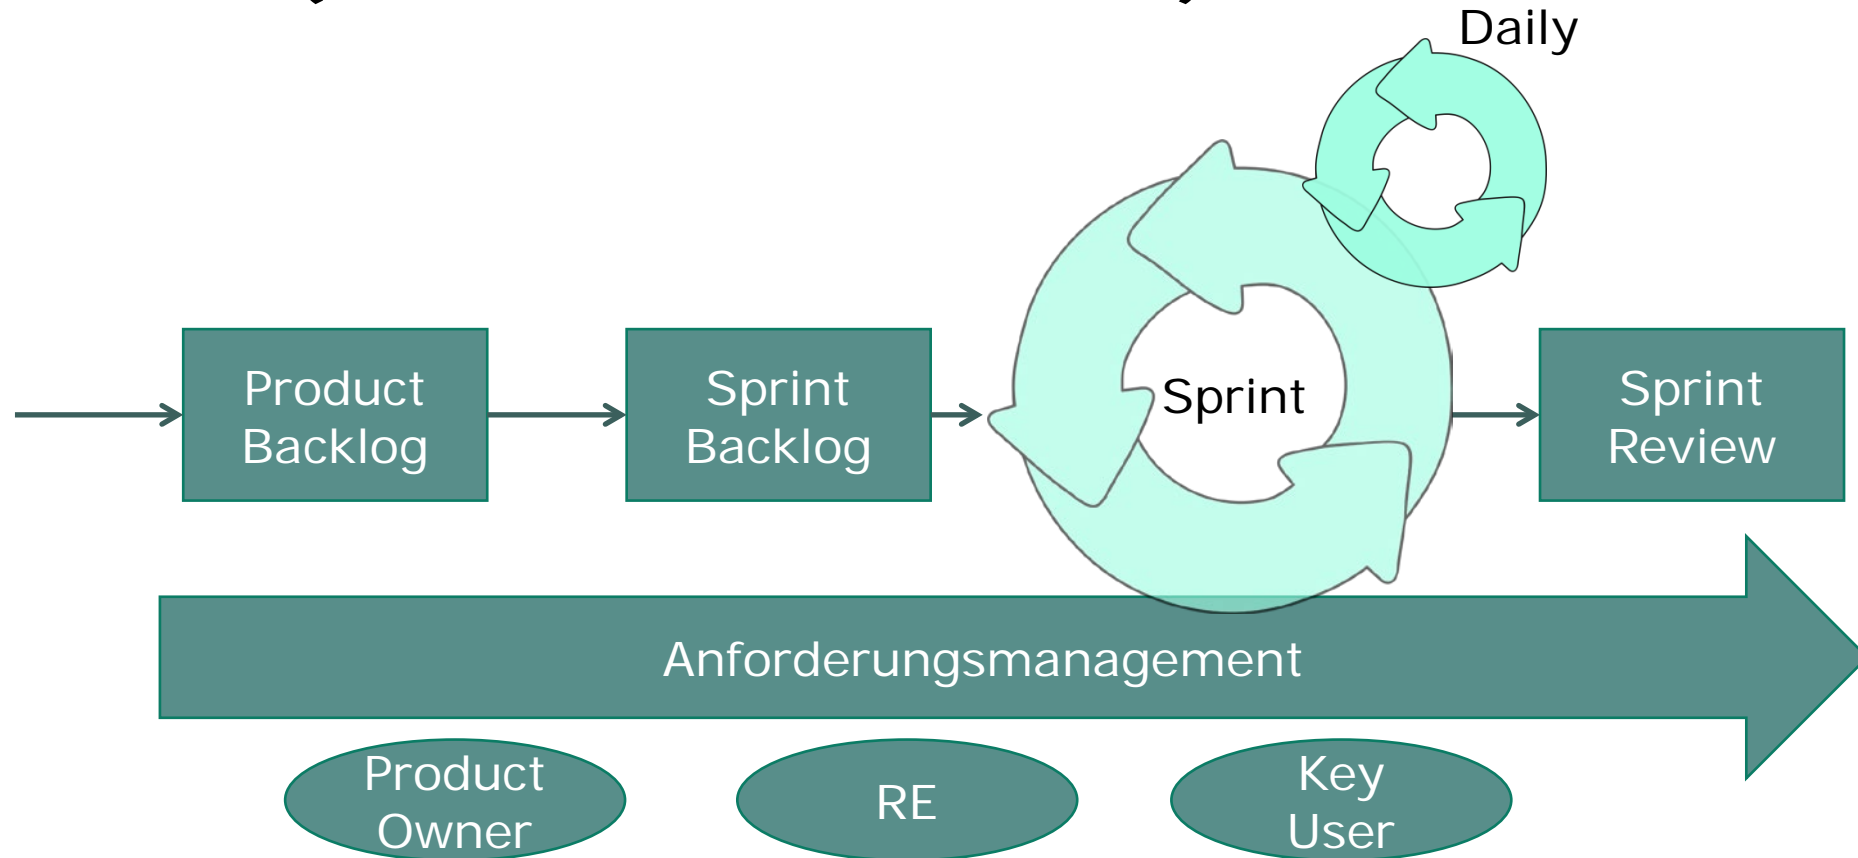 Daily
Product
Backlog
Sprint
Backlog
Sprint
Sprint
Review
Anforderungsmanagement
Product
Owner
RE
Key
User